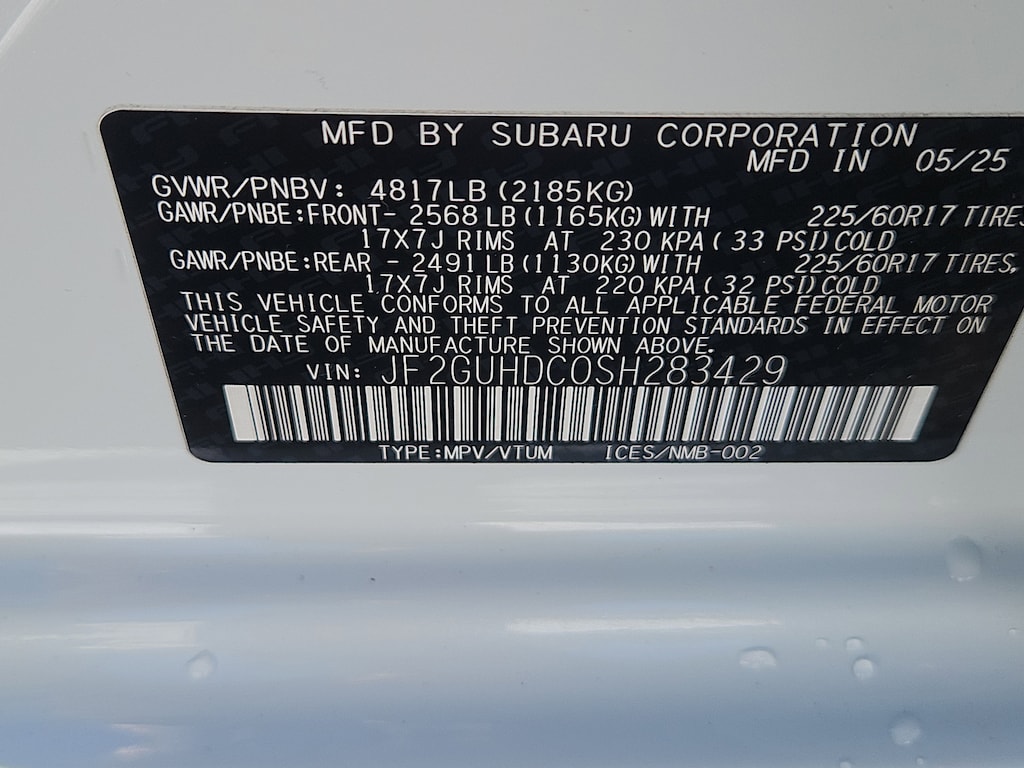 MFD BY SUBARU CORPORATION
MFD IN 05/25
GVWR/PNBV: 4817LB (2185KG)
GAWR/PNBE:FRONT- 2568 LB (1165KG) WITH 225/60R17 TIRES
17X7J RIMS AT 230 KPA ( 33 PSI) COLD
GAWR/PNBE:REAR - 2491 LB (1130KG) WITH 225/60R17 TIRES,
17X7J RIMS AT 220 KPA ( 32 PSI) COLD
THIS VEHICLE CONFORMS TO ALL APPLICABLE FEDERAL MOTOR
VEHICLE SAFETY AND THEFT PREVENTION STANDARDS IN EFFECT ON
THE DATE OF MANUFACTURE SHOWN ABOVE.
VIN: JF2GUHDC0SH283429
TYPE:MPV/VTUM ICES/NMB-002